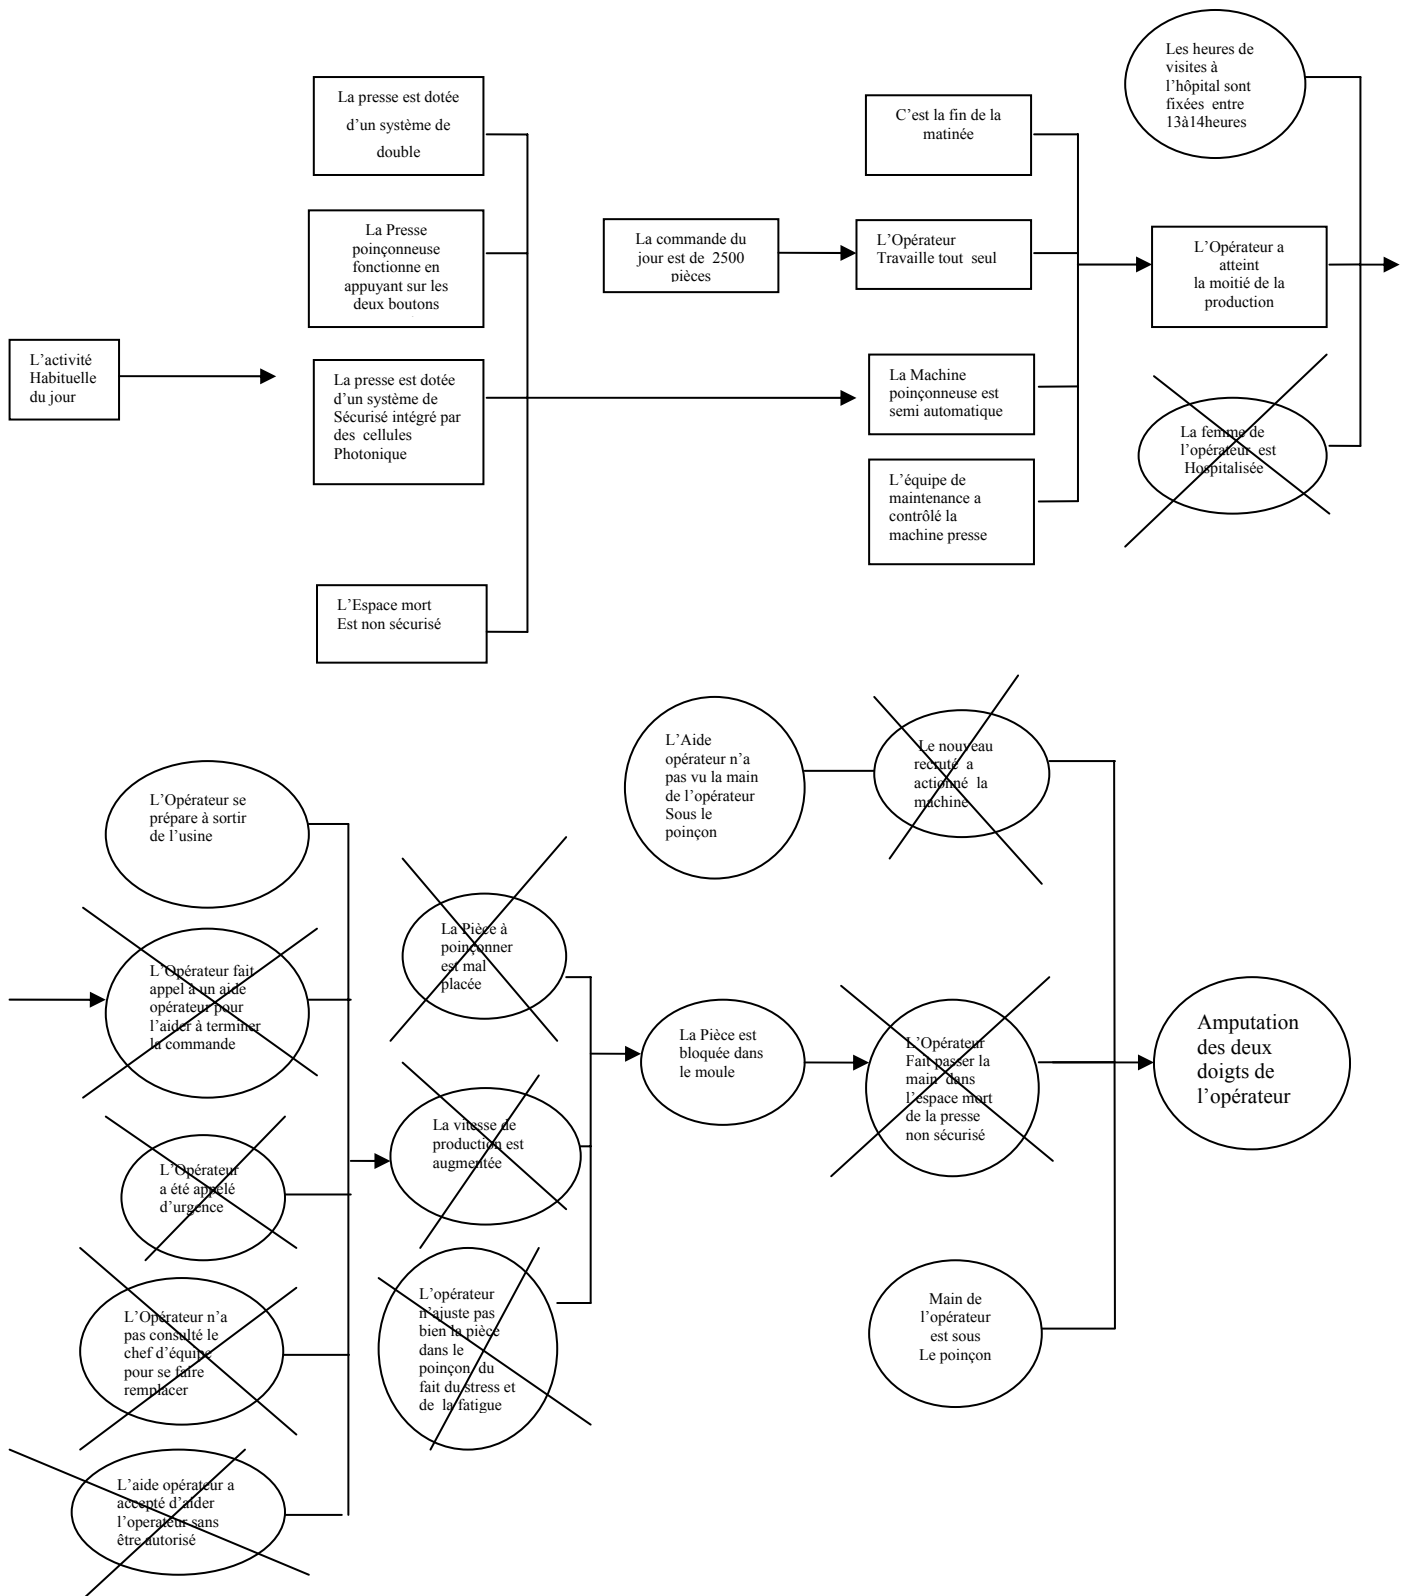 Les heures de
visites à
l’hôpital sont
fixées entre
13à14heures
La presse est dotée
d’un système de
double
C’est la fin de la
matinée
La Presse
poinçonneuse
fonctionne en
appuyant sur les
deux boutons
La commande du
jour est de 2500
pièces
L’Opérateur
Travaille tout seul
L’Opérateur a
atteint
la moitié de la
production
L’activité
Habituelle
du jour
La presse est dotée
d’un système de
Sécurisé intégré par
des cellules
Photonique
La Machine
poinçonneuse est
semi automatique
La femme de
l’opérateur est
Hospitalisée
L’équipe de
maintenance a
contrôlé la
machine presse
L’Espace mort
Est non sécurisé
L’Aide
opérateur n’a
pas vu la main
de l’opérateur
Sous le
poinçon
Le nouveau
recruté a
actionné la
machine
L’Opérateur se
prépare à sortir
de l’usine
La Pièce à
poinçonner
est mal
placée
L’Opérateur fait
appel à un aide
opérateur pour
l’aider à terminer
la commande
La Pièce est
bloquée dans
le moule
L’Opérateur
Fait passer la
main dans
l’espace mort
de la presse
non sécurisé
Amputation
des deux
doigts de
l’opérateur
La vitesse de
production est
augmentée
L’Opérateur
a été appelé
d’urgence
L’Opérateur n’a
pas consulté le
chef d’équipe
pour se faire
remplacer
L’opérateur
n’ajuste pas
bien la pièce
dans le
poinçon du
fait du stress et
de la fatigue
Main de
l’opérateur
est sous
Le poinçon
L’aide opérateur a
accepté d’aider
l’operateur sans
être autorisé